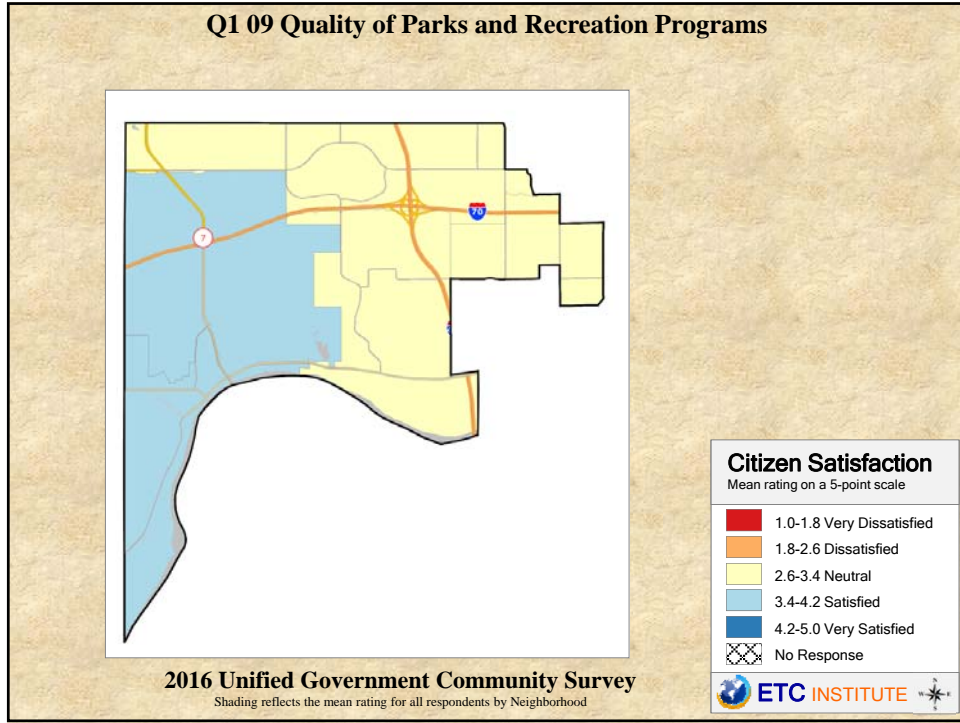 Q1 09 Quality of Parks and Recreation Programs
70
7
Citizen Satisfaction
Mean rating on a 5-point scale
1.0-1.8 Very Dissatisfied
1.8-2.6 Dissatisfied
2.6-3.4 Neutral
3.4-4.2 Satisfied
4.2-5.0 Very Satisfied
No Response
2016 Unified Government Community Survey
Shading reflects the mean rating for all respondents by Neighborhood
ETC INSTITUTE
N
W E
S